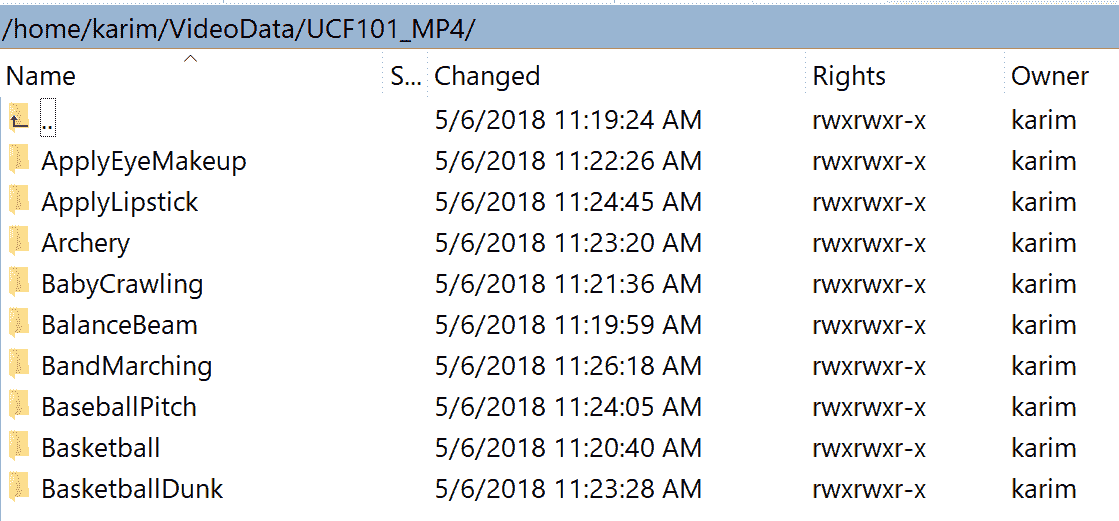 /home/karim/VideoData/UCF101_MP4/
Name S... Changed Rights Owner
.. 5/6/2018 11:19:24 AM rwxrwxr-x karim
ApplyEyeMakeup 5/6/2018 11:22:26 AM rwxrwxr-x karim
ApplyLipstick 5/6/2018 11:24:45 AM rwxrwxr-x karim
Archery 5/6/2018 11:23:20 AM rwxrwxr-x karim
BabyCrawling 5/6/2018 11:21:36 AM rwxrwxr-x karim
BalanceBeam 5/6/2018 11:19:59 AM rwxrwxr-x karim
BandMarching 5/6/2018 11:26:18 AM rwxrwxr-x karim
BaseballPitch 5/6/2018 11:24:05 AM rwxrwxr-x karim
Basketball 5/6/2018 11:20:40 AM rwxrwxr-x karim
BasketballDunk 5/6/2018 11:23:28 AM rwxrwxr-x karim